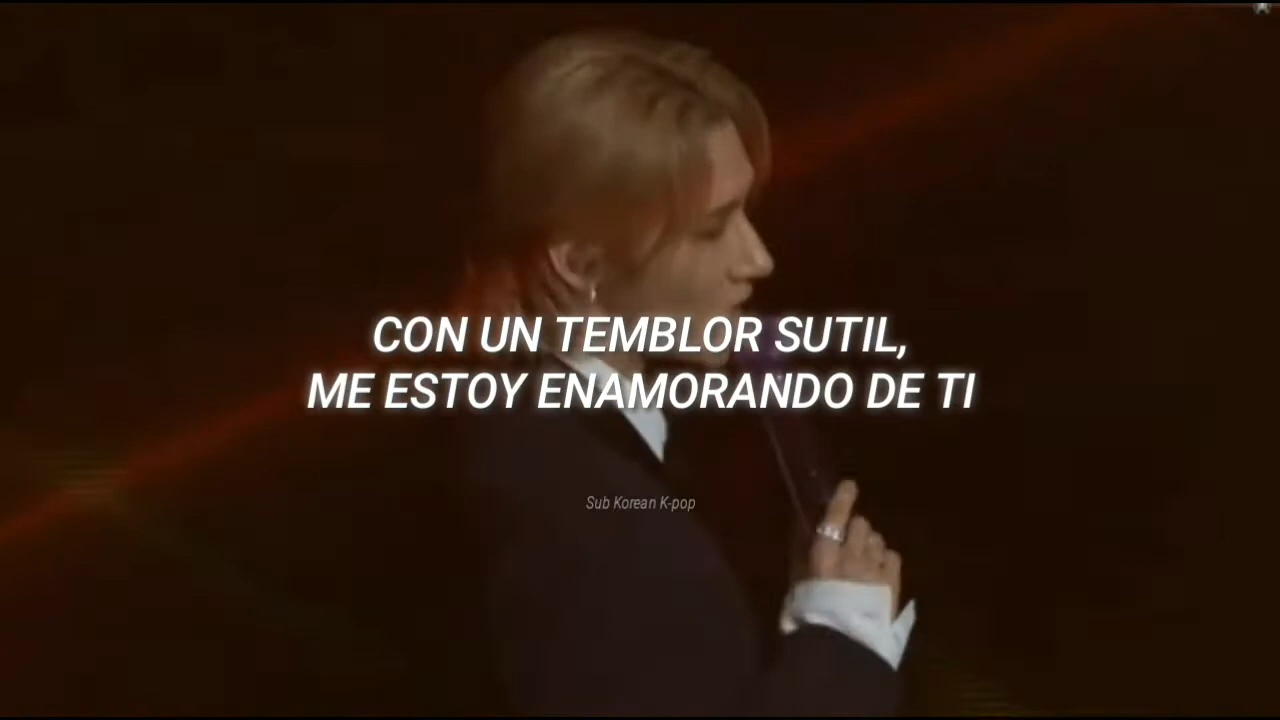 CON UN TEMBLOR SUTIL,
ME ESTOY ENAMORANDO DE TI
Sub Korean K-pop